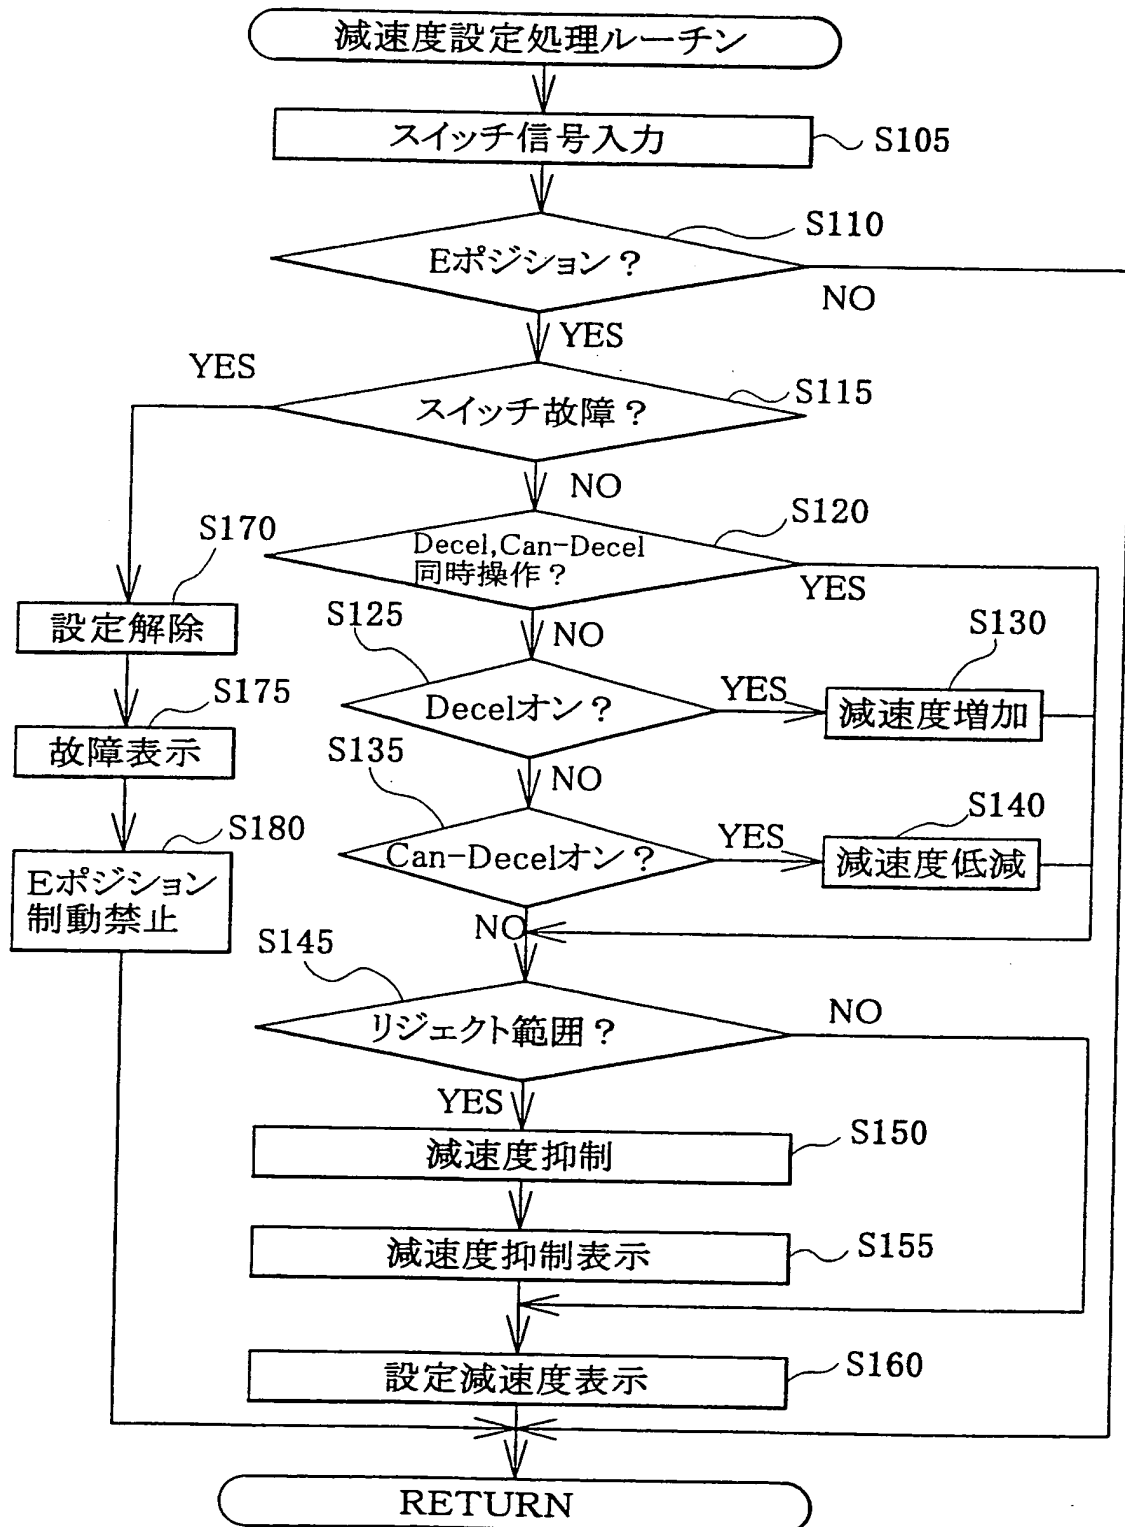 減速度設定処理ルーチン
スイッチ信号入力
S105
Eポジション?
S110
NO
YES
スイッチ故障?
S115
YES
NO
Decel,Can-Decel
同時操作?
S120
YES
NO
S170
設定解除
S125
Decelオン?
YES
S130
減速度増加
NO
S175
故障表示
S135
Can-Decelオン?
YES
S140
減速度低減
NO
S180
Eポジション
制動禁止
S145
リジェクト範囲?
NO
YES
減速度抑制
S150
減速度抑制表示
S155
設定減速度表示
S160
RETURN